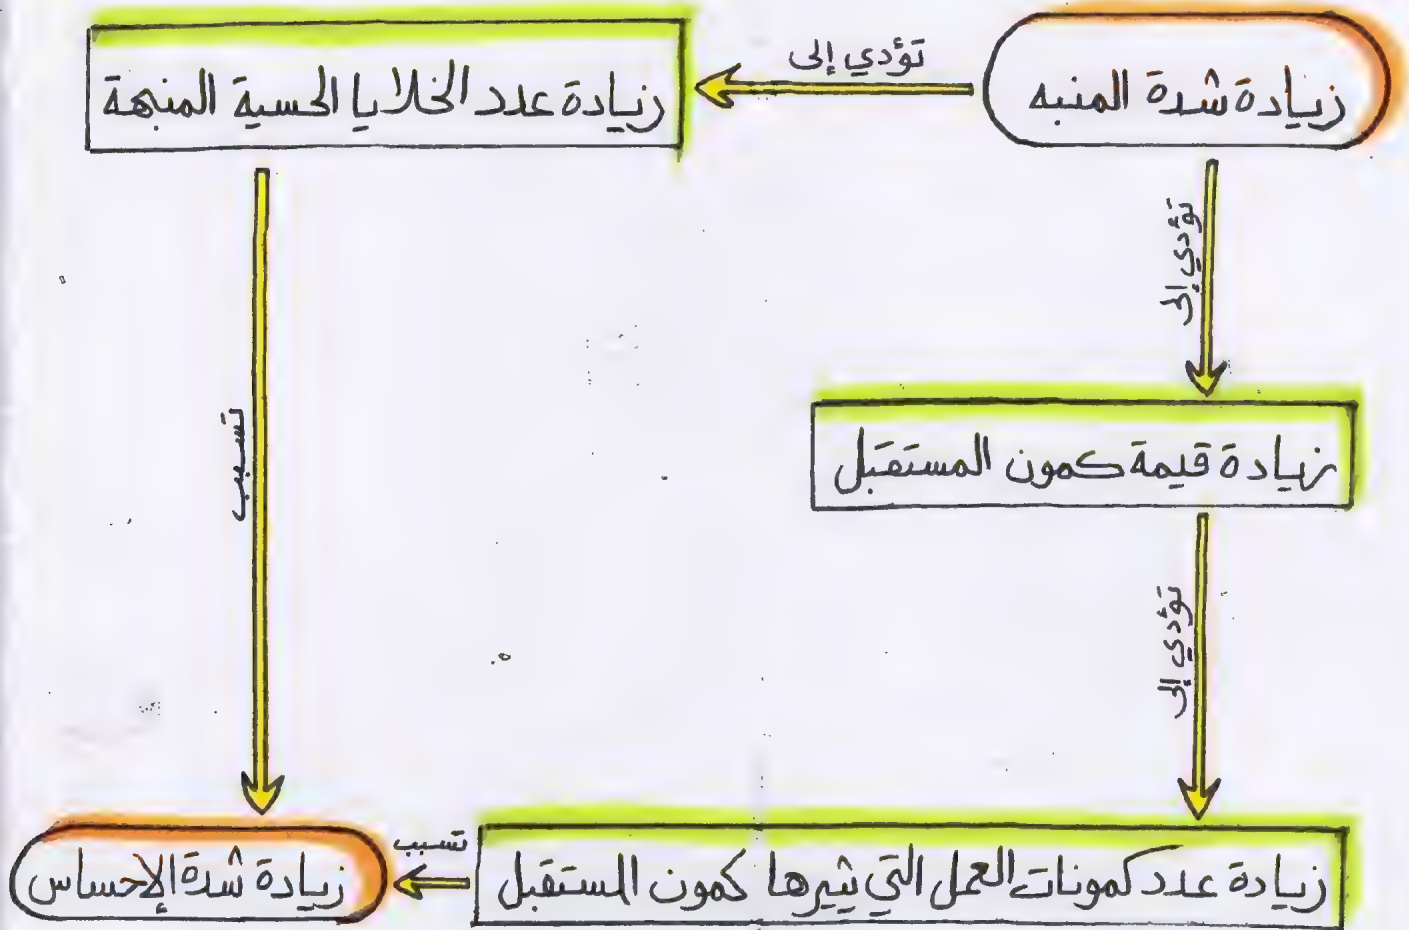 زيادة شدة المنبه
تؤدي إلى
زيادة عدد الخلايا الحسية المنبهة
تؤدي إلى
زيادة قيمة كمون المستقبل
تسبب
تؤدي إلى
زيادة عدد كمونات العمل التي يثيرها كمون المستقبل
تسبب
زيادة شدة الإحساس